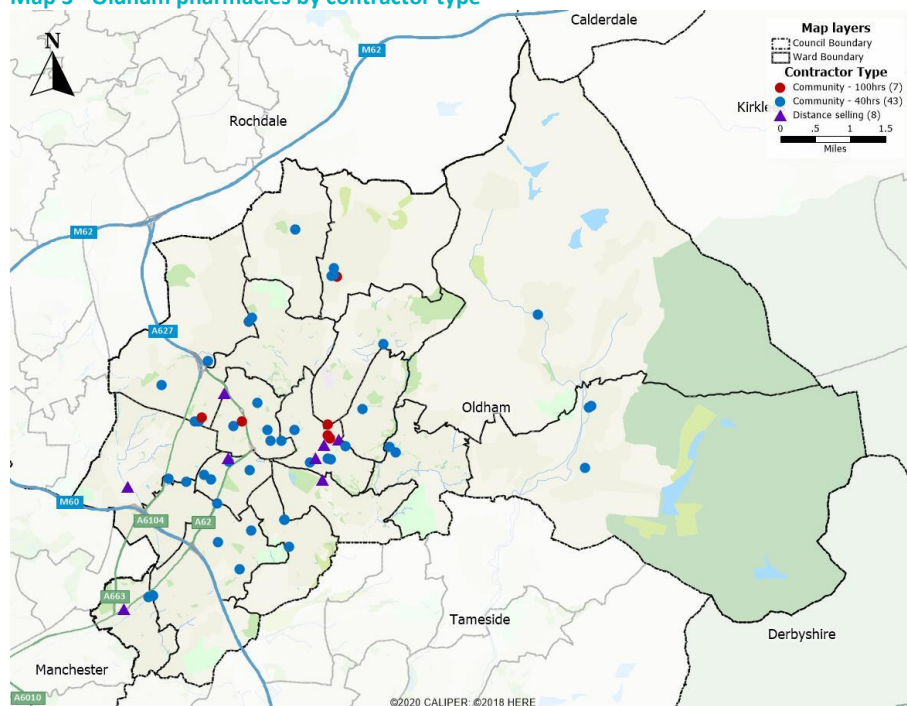 Map 3 - Oldham pharmacies by contractor type
N
Calderdale
M62
Map layers
Council Boundary
Ward Boundary
Contractor Type
Community - 100hrs (7)
Community - 40hrs (43)
Distance selling (8)
0 .5 1 1.5
Miles
Rochdale
M62
A627
Oldham
M60
A6104
A62
A663
Tameside
Derbyshire
Manchester
A6010
©2020 CALIPER; ©2018 HERE